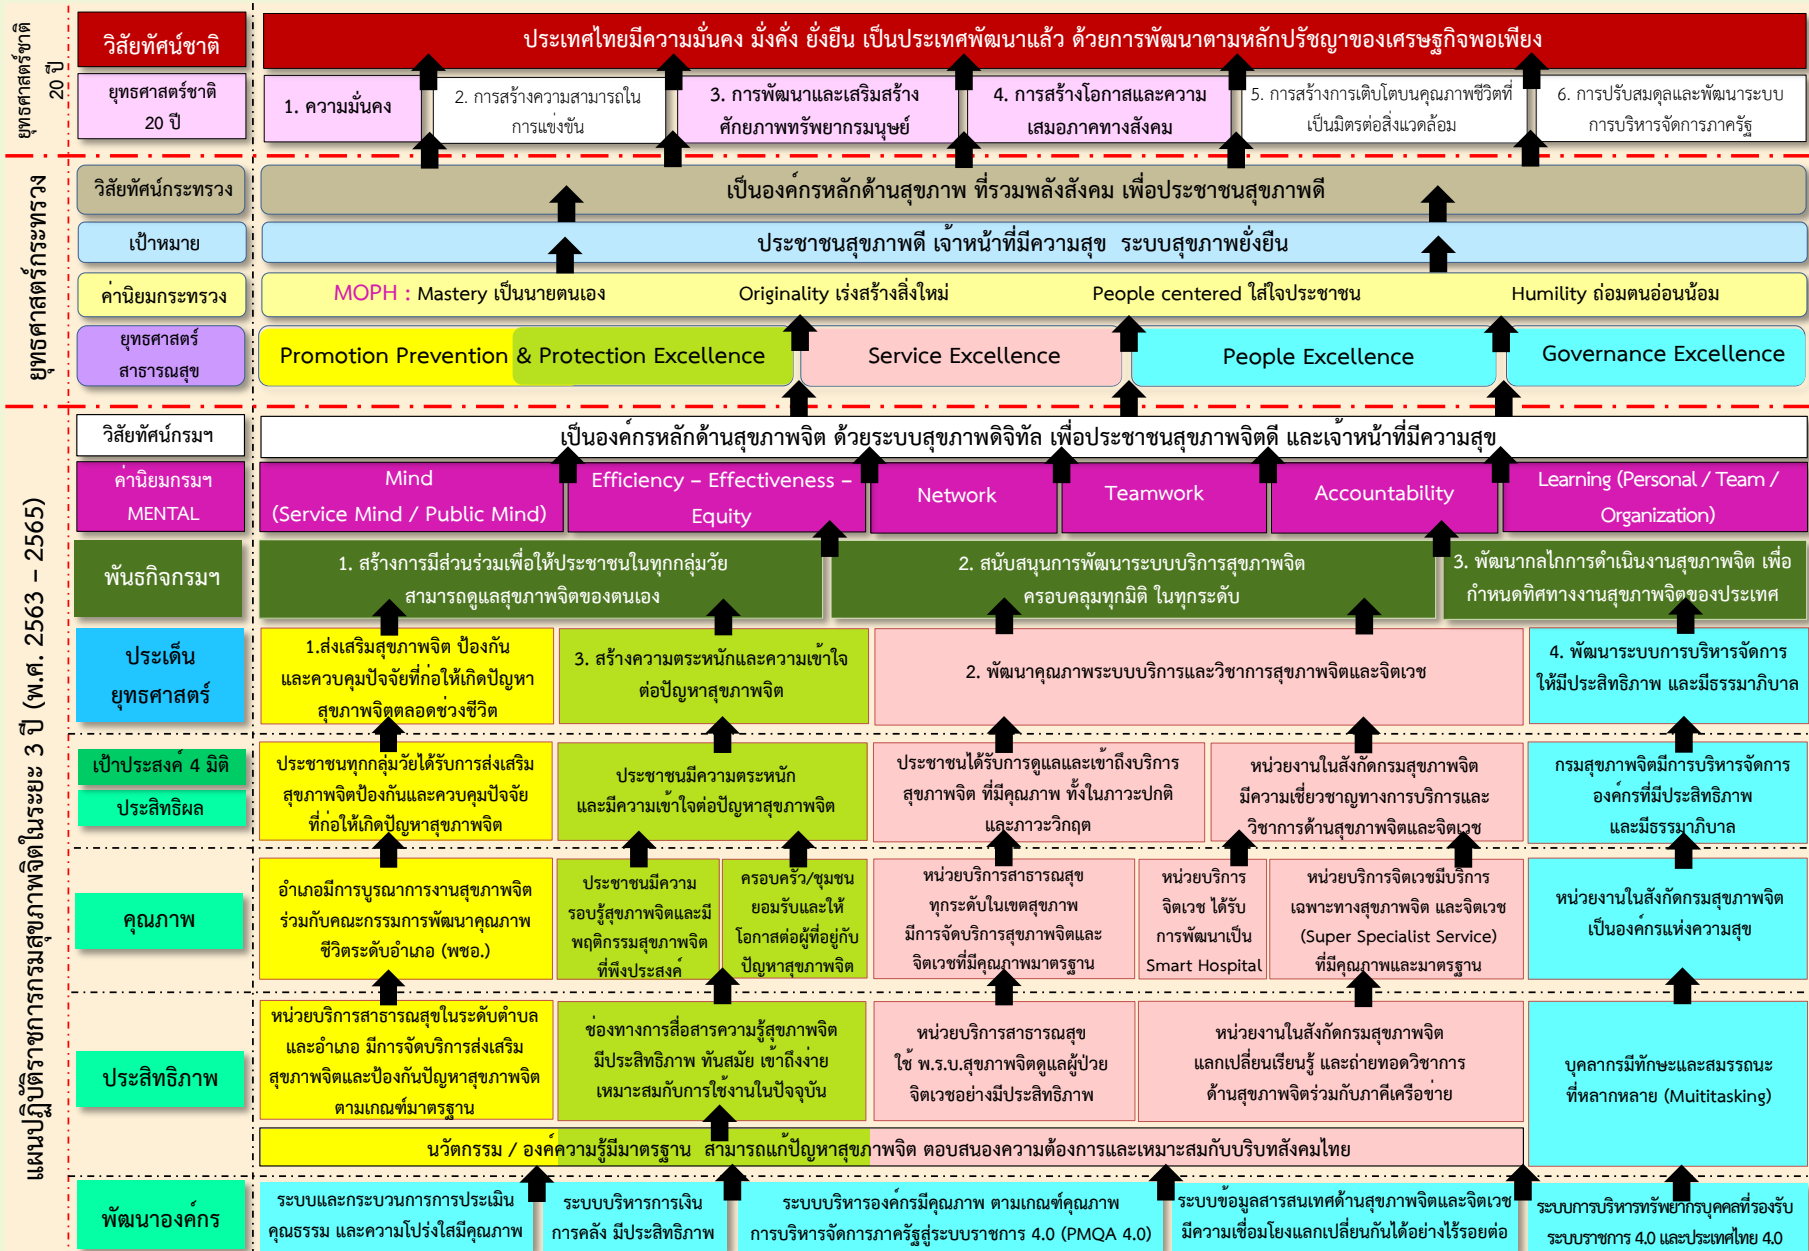 ยุทธศาสตร์ชาติ
20 ปี
วิสัยทัศน์ชาติ
ประเทศไทยมีความมั่นคง มั่งคั่ง ยั่งยืน เป็นประเทศพัฒนาแล้ว ด้วยการพัฒนาตามหลักปรัชญาของเศรษฐกิจพอเพียง
ยุทธศาสตร์ชาติ
20 ปี
1. ความมั่นคง
2. การสร้างความสามารถใน
การแข่งขัน
3. การพัฒนาและเสริมสร้าง
ศักยภาพทรัพยากรมนุษย์
4. การสร้างโอกาสและความ
เสมอภาคทางสังคม
5. การสร้างการเติบโตบนคุณภาพชีวิตที่
เป็นมิตรต่อสิ่งแวดล้อม
6. การปรับสมดุลและพัฒนาระบบ
การบริหารจัดการภาครัฐ
ยุทธศาสตร์กระทรวง
วิสัยทัศน์กระทรวง
เป็นองค์กรหลักด้านสุขภาพ ที่รวมพลังสังคม เพื่อประชาชนสุขภาพดี
เป้าหมาย
ประชาชนสุขภาพดี เจ้าหน้าที่มีความสุข ระบบสุขภาพยั่งยืน
ค่านิยมกระทรวง
MOPH : Mastery เป็นนายตนเอง
Originality เร่งสร้างสิ่งใหม่
People centered ใส่ใจประชาชน
Humility ถ่อมตนอ่อนน้อม
ยุทธศาสตร์
สาธารณสุข
Promotion Prevention & Protection Excellence
Service Excellence
People Excellence
Governance Excellence
แผนปฏิบัติราชการกรมสุขภาพจิตในระยะ 3 ปี (พ.ศ. 2563 – 2565)
วิสัยทัศน์กรมฯ
เป็นองค์กรหลักด้านสุขภาพจิต ด้วยระบบสุขภาพดิจิทัล เพื่อประชาชนสุขภาพจิตดี และเจ้าหน้าที่มีความสุข
ค่านิยมกรมฯ
MENTAL
Mind
(Service Mind / Public Mind)
Efficiency – Effectiveness –
Equity
Network
Teamwork
Accountability
Learning (Personal / Team /
Organization)
พันธกิจกรมฯ
1. สร้างการมีส่วนร่วมเพื่อให้ประชาชนในทุกกลุ่มวัย
สามารถดูแลสุขภาพจิตของตนเอง
2. สนับสนุนการพัฒนาระบบบริการสุขภาพจิต
ครอบคลุมทุกมิติ ในทุกระดับ
3. พัฒนากลไกการดำเนินงานสุขภาพจิต เพื่อ
กำหนดทิศทางงานสุขภาพจิตของประเทศ
ประเด็น
ยุทธศาสตร์
1.ส่งเสริมสุขภาพจิต ป้องกัน
และควบคุมปัจจัยที่ก่อให้เกิดปัญหา
สุขภาพจิตตลอดช่วงชีวิต
3. สร้างความตระหนักและความเข้าใจ
ต่อปัญหาสุขภาพจิต
2. พัฒนาคุณภาพระบบบริการและวิชาการสุขภาพจิตและจิตเวช
4. พัฒนาระบบการบริหารจัดการ
ให้มีประสิทธิภาพ และมีธรรมาภิบาล
เป้าประสงค์ 4 มิติ
ประสิทธิผล
ประชาชนทุกกลุ่มวัยได้รับการส่งเสริม
สุขภาพจิตป้องกันและควบคุมปัจจัย
ที่ก่อให้เกิดปัญหาสุขภาพจิต
ประชาชนมีความตระหนัก
และมีความเข้าใจต่อปัญหาสุขภาพจิต
ประชาชนได้รับการดูแลและเข้าถึงบริการ
สุขภาพจิต ที่มีคุณภาพ ทั้งในภาวะปกติ
และภาวะวิกฤต
หน่วยงานในสังกัดกรมสุขภาพจิต
มีความเชี่ยวชาญทางการบริการและ
วิชาการด้านสุขภาพจิตและจิตเวช
กรมสุขภาพจิตมีการบริหารจัดการ
องค์กรที่มีประสิทธิภาพ
และมีธรรมาภิบาล
คุณภาพ
อำเภอมีการบูรณาการงานสุขภาพจิต
ร่วมกับคณะกรรมการพัฒนาคุณภาพ
ชีวิตระดับอำเภอ (พชอ.)
ประชาชนมีความ
รอบรู้สุขภาพจิตและมี
พฤติกรรมสุขภาพจิต
ที่พึงประสงค์
ครอบครัว/ชุมชน
ยอมรับและให้
โอกาสต่อผู้ที่อยู่กับ
ปัญหาสุขภาพจิต
หน่วยบริการสาธารณสุข
ทุกระดับในเขตสุขภาพ
มีการจัดบริการสุขภาพจิตและ
จิตเวชที่มีคุณภาพมาตรฐาน
หน่วยบริการ
จิตเวช ได้รับ
การพัฒนาเป็น
Smart Hospital
หน่วยบริการจิตเวชมีบริการ
เฉพาะทางสุขภาพจิต และจิตเวช
(Super Specialist Service)
ที่มีคุณภาพและมาตรฐาน
หน่วยงานในสังกัดกรมสุขภาพจิต
เป็นองค์กรแห่งความสุข
ประสิทธิภาพ
หน่วยบริการสาธารณสุขในระดับตำบล
และอำเภอ มีการจัดบริการส่งเสริม
สุขภาพจิตและป้องกันปัญหาสุขภาพจิต
ตามเกณฑ์มาตรฐาน
ช่องทางการสื่อสารความรู้สุขภาพจิต
มีประสิทธิภาพ ทันสมัย เข้าถึงง่าย
เหมาะสมกับการใช้งานในปัจจุบัน
หน่วยบริการสาธารณสุข
ใช้ พ.ร.บ.สุขภาพจิตดูแลผู้ป่วย
จิตเวชอย่างมีประสิทธิภาพ
หน่วยงานในสังกัดกรมสุขภาพจิต
แลกเปลี่ยนเรียนรู้ และถ่ายทอดวิชาการ
ด้านสุขภาพจิตร่วมกับภาคีเครือข่าย
บุคลากรมีทักษะและสมรรถนะ
ที่หลากหลาย (Muititasking)
นวัตกรรม / องค์ความรู้มีมาตรฐาน สามารถแก้ปัญหาสุขภาพจิต ตอบสนองความต้องการและเหมาะสมกับบริบทสังคมไทย
พัฒนาองค์กร
ระบบและกระบวนการการประเมิน
คุณธรรม และความโปร่งใสมีคุณภาพ
ระบบบริหารการเงิน
การคลัง มีประสิทธิภาพ
ระบบบริหารองค์กรมีคุณภาพ ตามเกณฑ์คุณภาพ
การบริหารจัดการภาครัฐสู่ระบบราชการ 4.0 (PMQA 4.0)
ระบบข้อมูลสารสนเทศด้านสุขภาพจิตและจิตเวช
มีความเชื่อมโยงแลกเปลี่ยนกันได้อย่างไร้รอยต่อ
ระบบการบริหารทรัพยากรบุคคลที่รองรับ
ระบบราชการ 4.0 และประเทศไทย 4.0